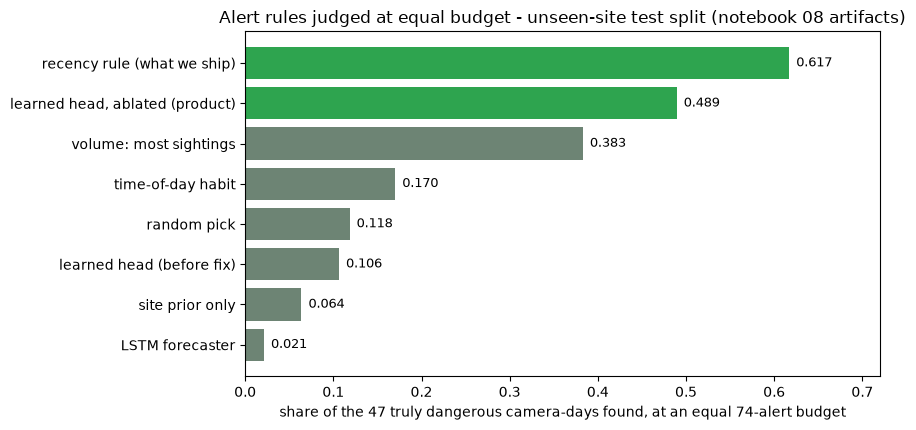 Alert rules judged at equal budget - unseen-site test split (notebook 08 artifacts)
recency rule (what we ship)
0.617
learned head, ablated (product)
0.489
volume: most sightings
0.383
time-of-day habit
0.170
random pick
0.118
learned head (before fix)
0.106
site prior only
0.064
LSTM forecaster
0.021
0.0 0.1 0.2 0.3 0.4 0.5 0.6 0.7
share of the 47 truly dangerous camera-days found, at an equal 74-alert budget